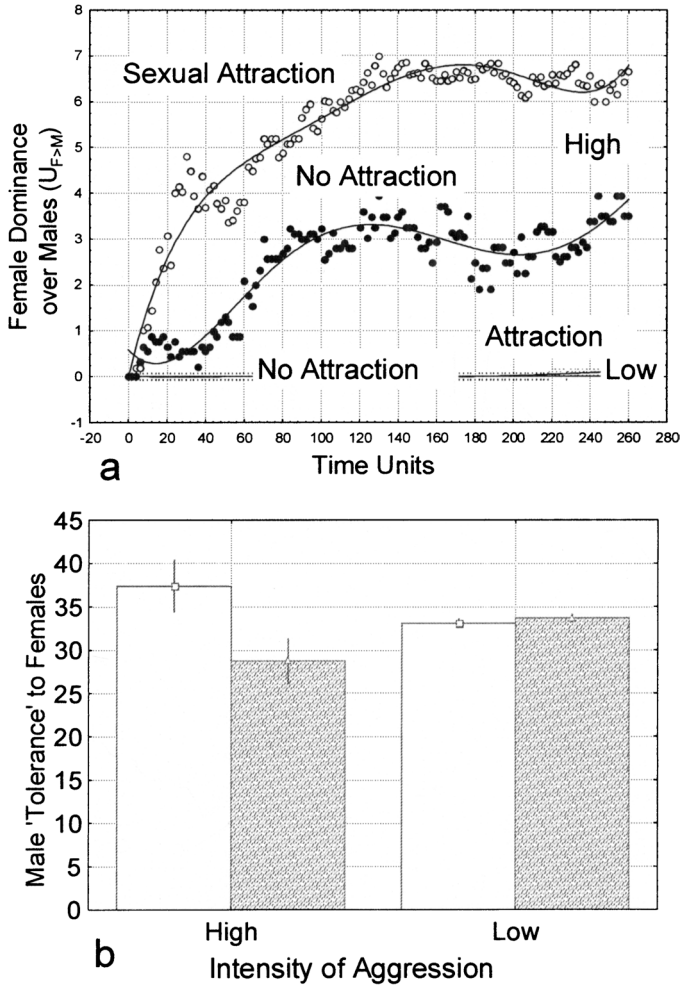 8
7
6
5
4
3
2
1
0
-1
Female Dominance
over Males (U_F>M)
Sexual Attraction
High
No Attraction
Attraction
No Attraction
Low
-20 0 20 40 60 80 100 120 140 160 180 200 220 240 260 280
a
Time Units
45
40
35
30
25
20
15
10
5
0
Male 'Tolerance' to Females
High Low
b
Intensity of Aggression